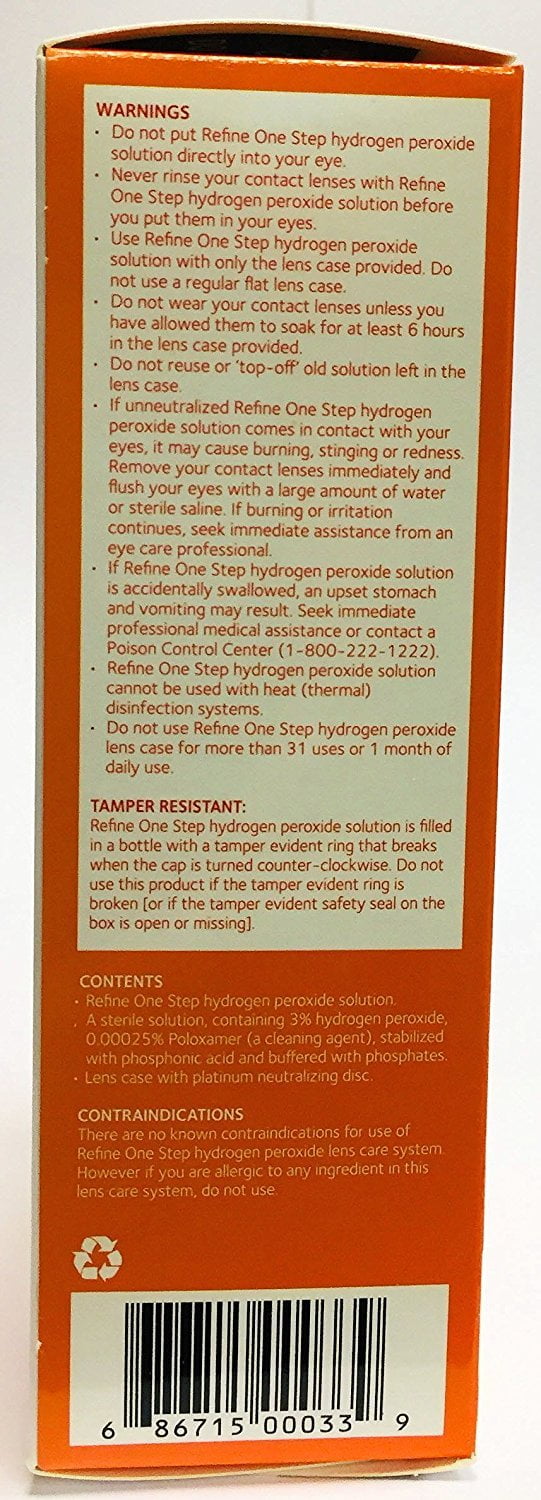 WARNINGS
· Do not put Refine One Step hydrogen peroxide
solution directly into your eye.
· Never rinse your contact lenses with Refine
One Step hydrogen peroxide solution before
you put them in your eyes.
· Use Refine One Step hydrogen peroxide
solution with only the lens case provided. Do
not use a regular flat lens case.
· Do not wear your contact lenses unless you
have allowed them to soak for at least 6 hours
in the lens case provided.
· Do not reuse or 'top-off' old solution left in the
lens case.
· If unneutralized Refine One Step hydrogen
peroxide solution comes in contact with your
eyes, it may cause burning, stinging or redness.
Remove your contact lenses immediately and
flush your eyes with a large amount of water
or sterile saline. If burning or irritation
continues, seek immediate assistance from an
eye care professional.
· If Refine One Step hydrogen peroxide solution
is accidentally swallowed, an upset stomach
and vomiting may result. Seek immediate
professional medical assistance or contact a
Poison Control Center (1-800-222-1222).
· Refine One Step hydrogen peroxide solution
cannot be used with heat (thermal)
disinfection systems.
· Do not use Refine One Step hydrogen peroxide
lens case for more than 31 uses or 1 month of
daily use.
TAMPER RESISTANT:
Refine One Step hydrogen peroxide solution is filled
in a bottle with a tamper evident ring that breaks
when the cap is turned counter-clockwise. Do not
use this product if the tamper evident ring is
broken [or if the tamper evident safety seal on the
box is open or missing].
CONTENTS
· Refine One Step hydrogen peroxide solution.
· A sterile solution, containing 3% hydrogen peroxide,
0.00025% Poloxamer (a cleaning agent), stabilized
with phosphonic acid and buffered with phosphates.
· Lens case with platinum neutralizing disc.
CONTRAINDICATIONS
There are no known contraindications for use of
Refine One Step hydrogen peroxide lens care system.
However if you are allergic to any ingredient in this
lens care system, do not use.
6 86715 00033 9